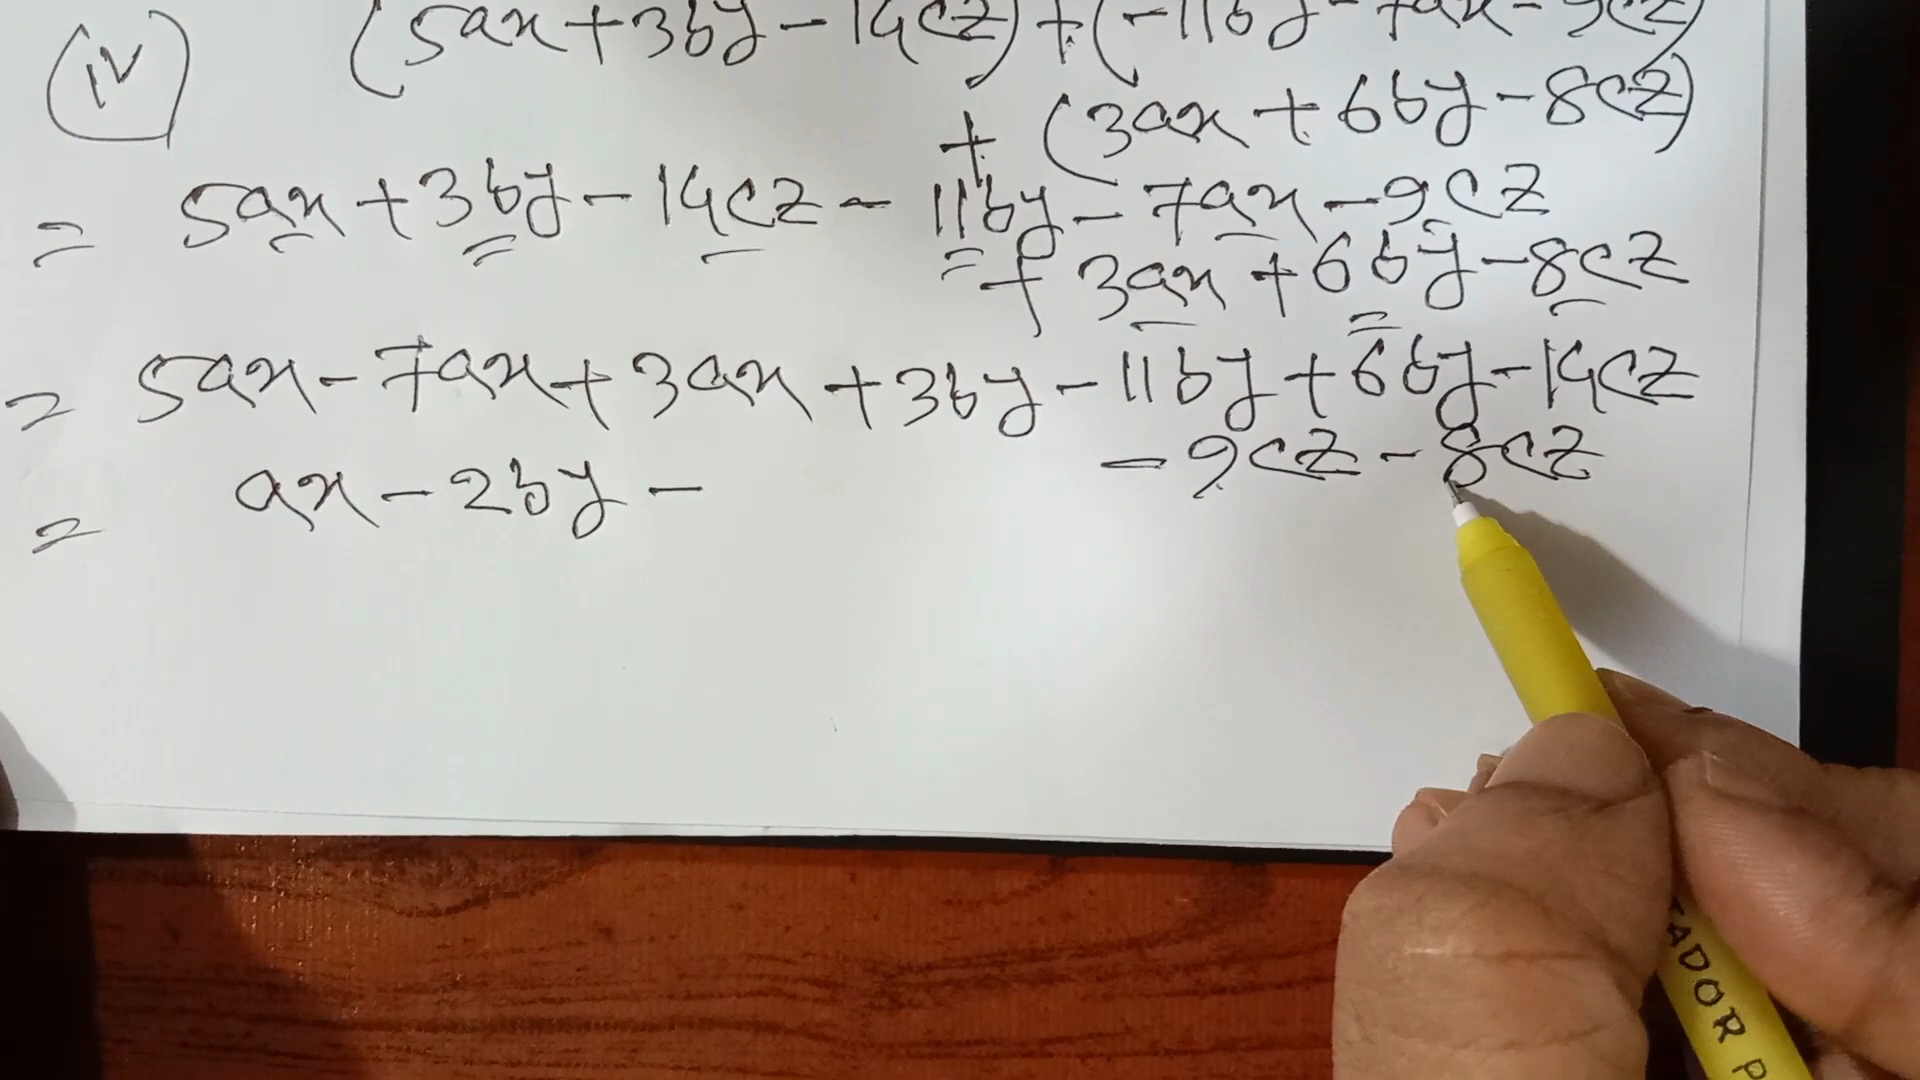 (iv) (5ax+3by-14cz)+(-11by-7ax-9cz)
+ (3ax+6by-8cz)
= 5ax+3by-14cz-11by-7ax-9cz
+ 3ax+6by-8cz
= 5ax-7ax+3ax+3by-11by+6by-14cz
-9cz-8cz
= ax-2by-
TADOR P